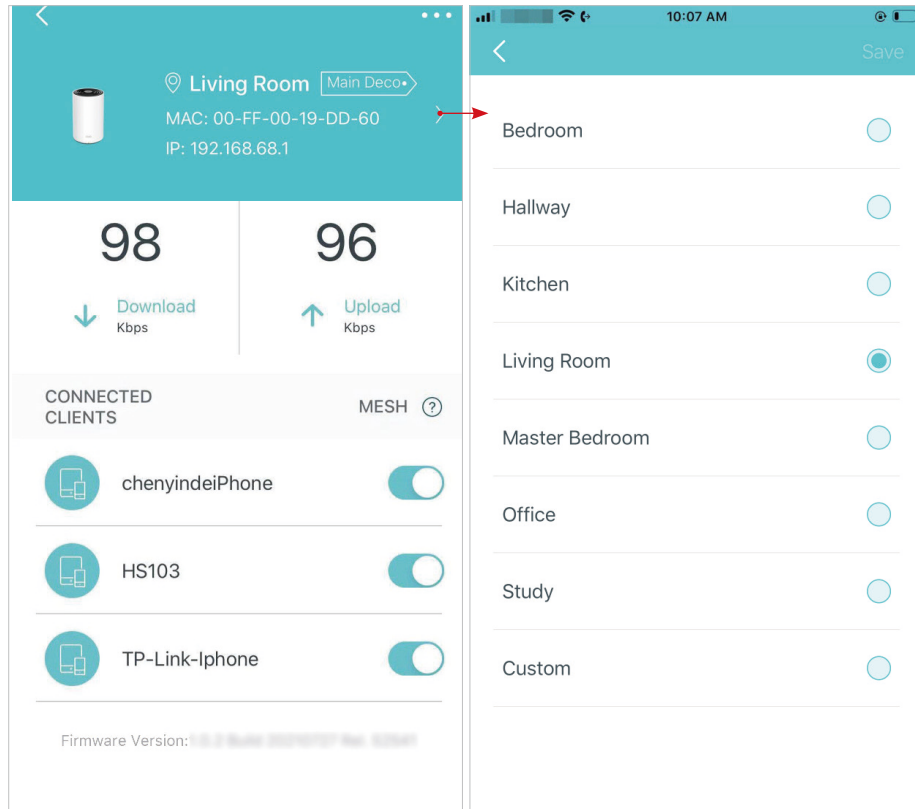 Living Room Main Deco
MAC: 00-FF-00-19-DD-60
IP: 192.168.68.1
98
Download
Kbps
96
Upload
Kbps
CONNECTED
CLIENTS
MESH ?
chenyindeiPhone
HS103
TP-Link-Iphone
Firmware Version:
10:07 AM
Save
Bedroom
Hallway
Kitchen
Living Room
Master Bedroom
Office
Study
Custom